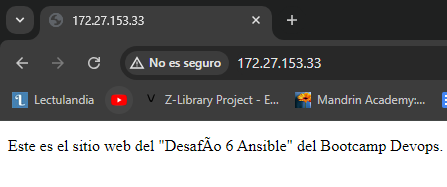 172.27.153.33
No es seguro 172.27.153.33
Lectulandia Z-Library Project - E... Mandrin Academy:...
Este es el sitio web del "DesafÃo 6 Ansible" del Bootcamp Devops.